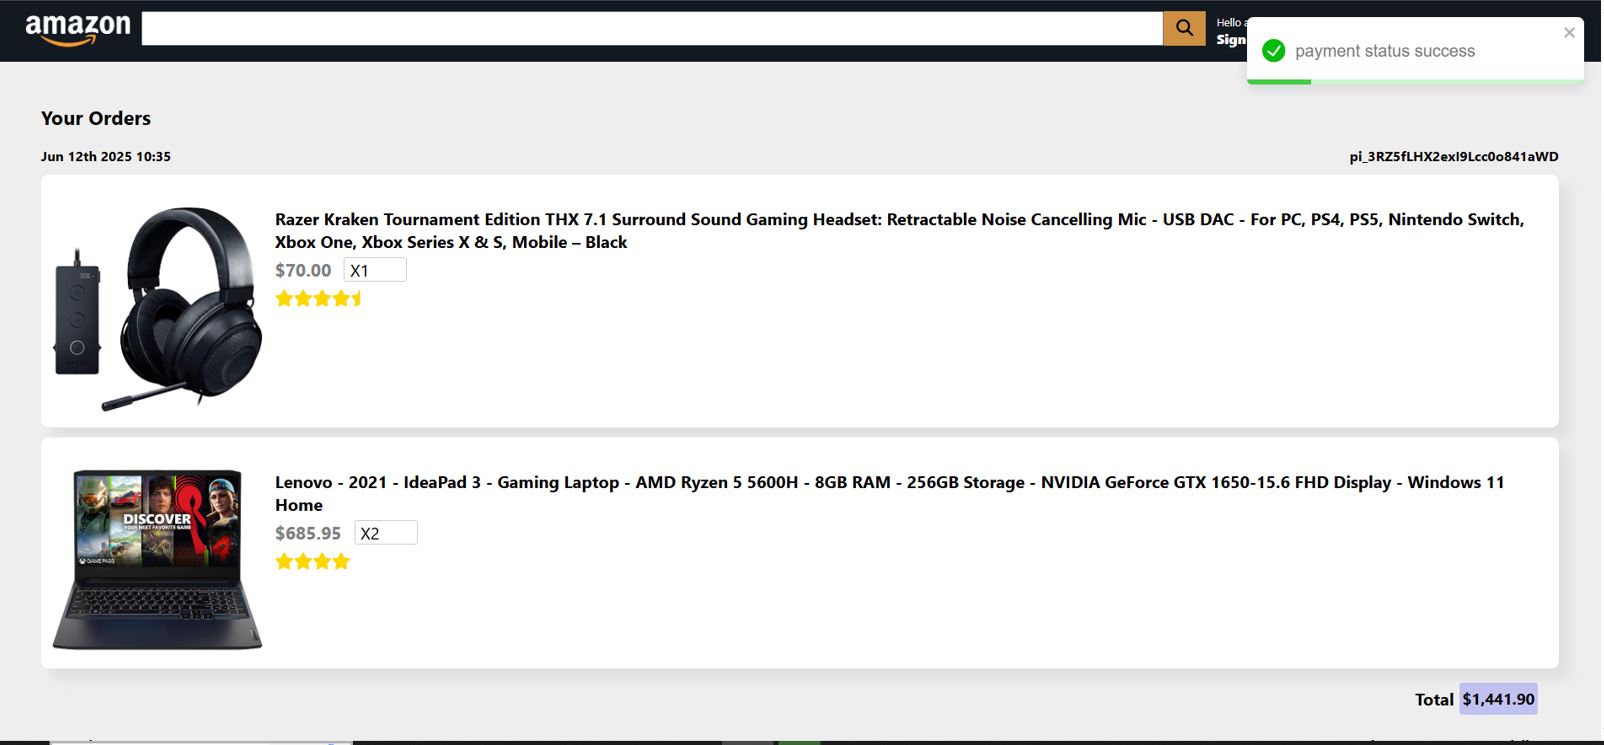 amazon
Hello
Sign
payment status success
Your Orders
Jun 12th 2025 10:35
pi_3RZ5fLHX2exI9Lcc0o841aWD
Razer Kraken Tournament Edition THX 7.1 Surround Sound Gaming Headset: Retractable Noise Cancelling Mic - USB DAC - For PC, PS4, PS5, Nintendo Switch,
Xbox One, Xbox Series X & S, Mobile – Black
$70.00 X1
Lenovo - 2021 - IdeaPad 3 - Gaming Laptop - AMD Ryzen 5 5600H - 8GB RAM - 256GB Storage - NVIDIA GeForce GTX 1650-15.6 FHD Display - Windows 11
Home
$685.95 X2
DISCOVER
YOUR NEXT FAVORITE GAME
GAME PASS
Total $1,441.90